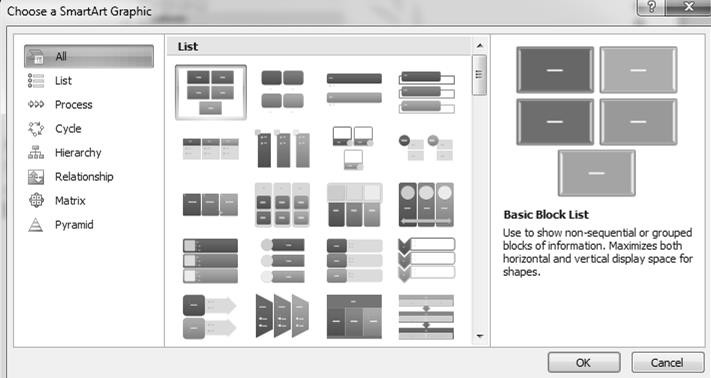 Choose a SmartArt Graphic
All
List
Process
Cycle
Hierarchy
Relationship
Matrix
Pyramid
List
Basic Block List
Use to show non-sequential or grouped
blocks of information. Maximizes both
horizontal and vertical display space for
shapes.
OK
Cancel